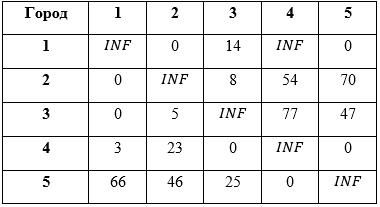 Город 1 2 3 4 5
1 INF 0 14 INF 0
2 0 INF 8 54 70
3 0 5 INF 77 47
4 3 23 0 INF 0
5 66 46 25 0 INF